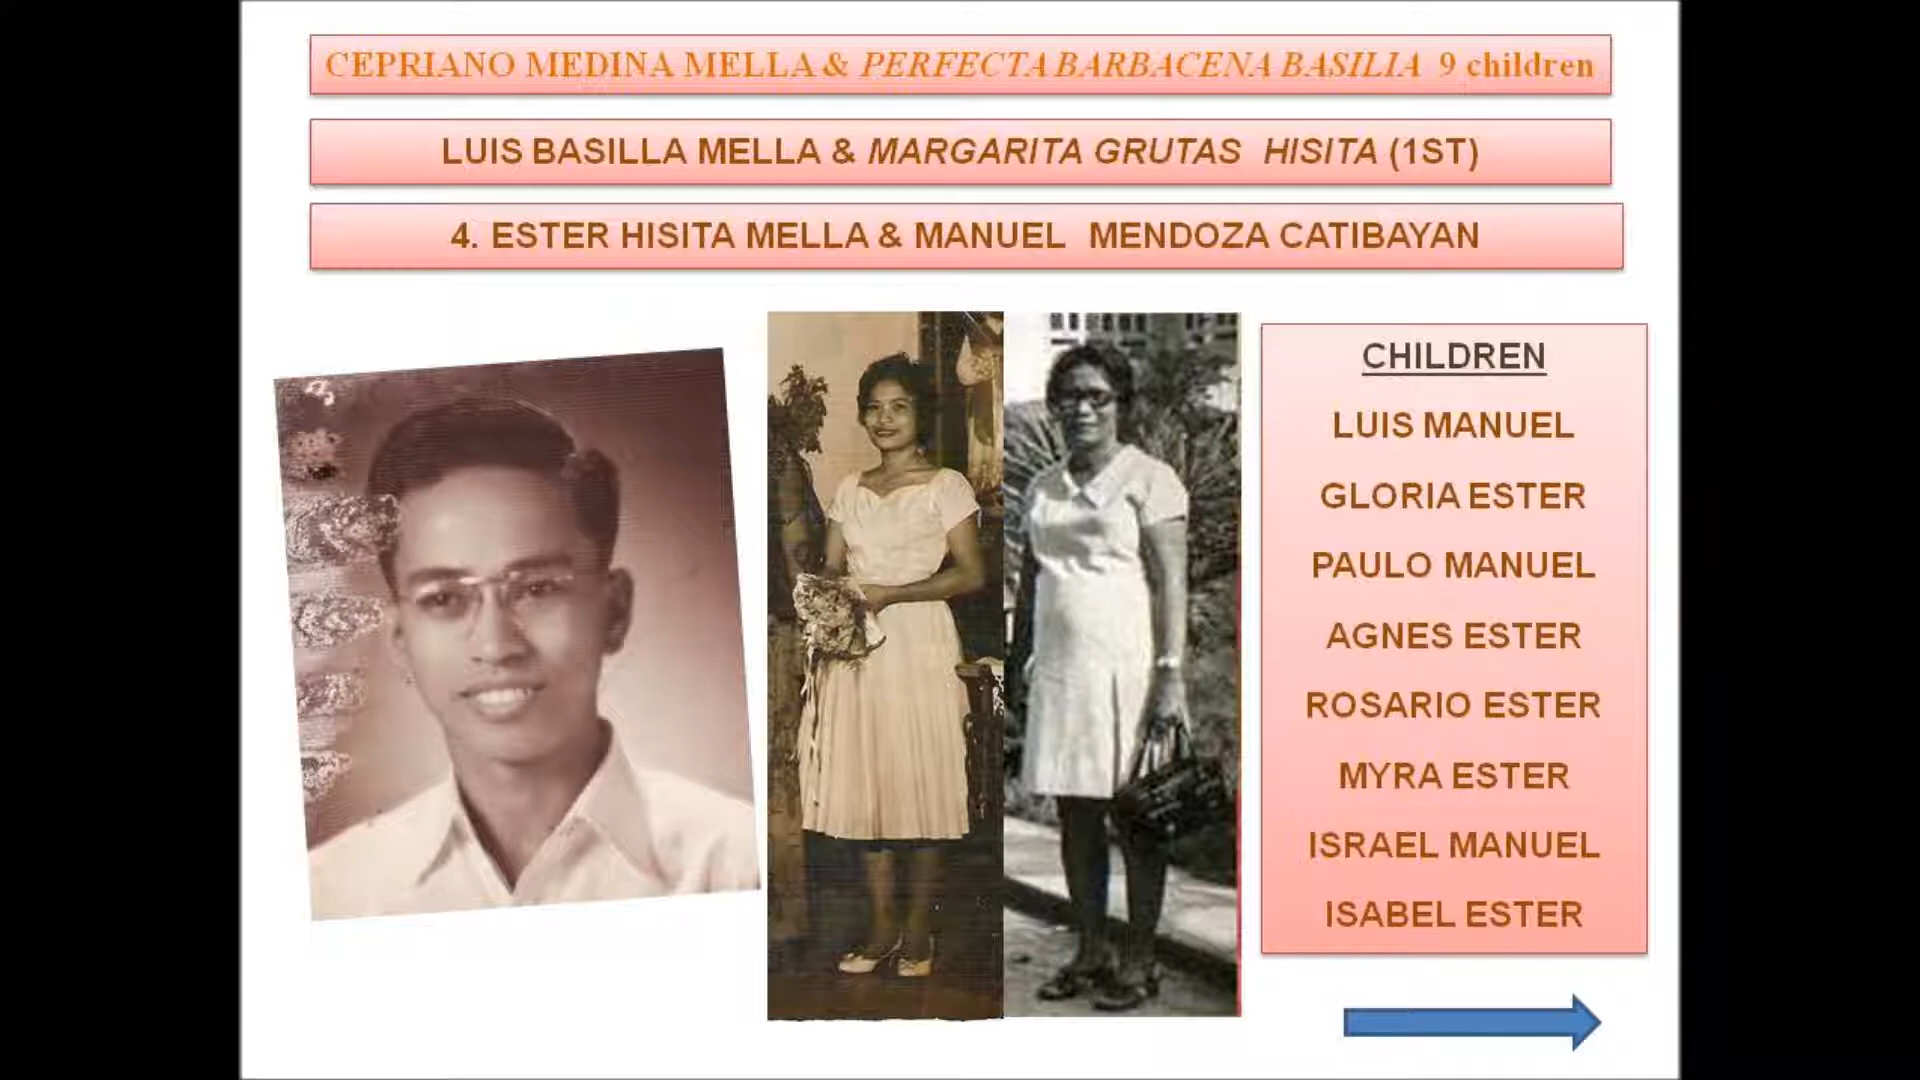 CEPRIANO MEDINA MELLA & PERFECTA BARBACENA BASILIA 9 children
LUIS BASILLA MELLA & MARGARITA GRUTAS HISITA (1ST)
4. ESTER HISITA MELLA & MANUEL MENDOZA CATIBAYAN
CHILDREN
LUIS MANUEL
GLORIA ESTER
PAULO MANUEL
AGNES ESTER
ROSARIO ESTER
MYRA ESTER
ISRAEL MANUEL
ISABEL ESTER